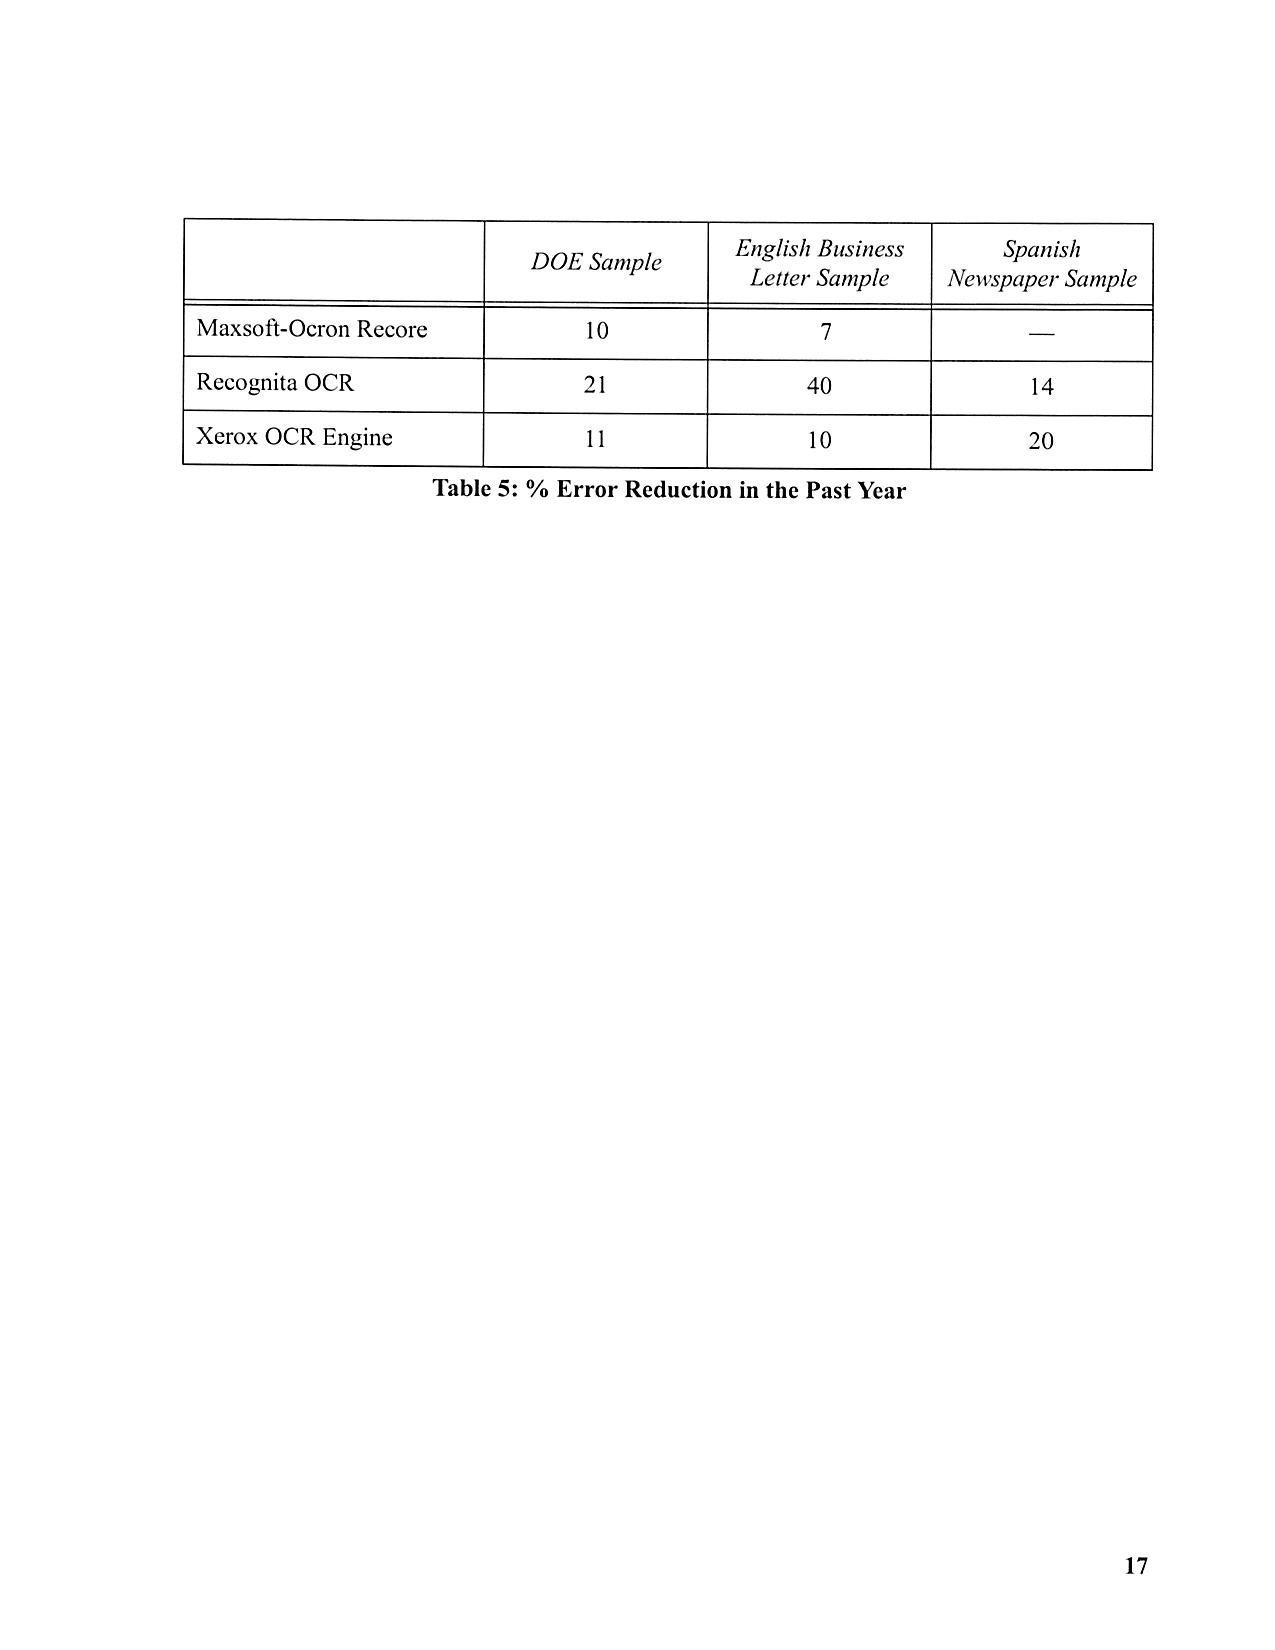 DOE Sample
English Business
Letter Sample
Spanish
Newspaper Sample
Maxsoft-Ocron Recore 10 7 —
Recognita OCR 21 40 14
Xerox OCR Engine 11 10 20
Table 5: % Error Reduction in the Past Year
17